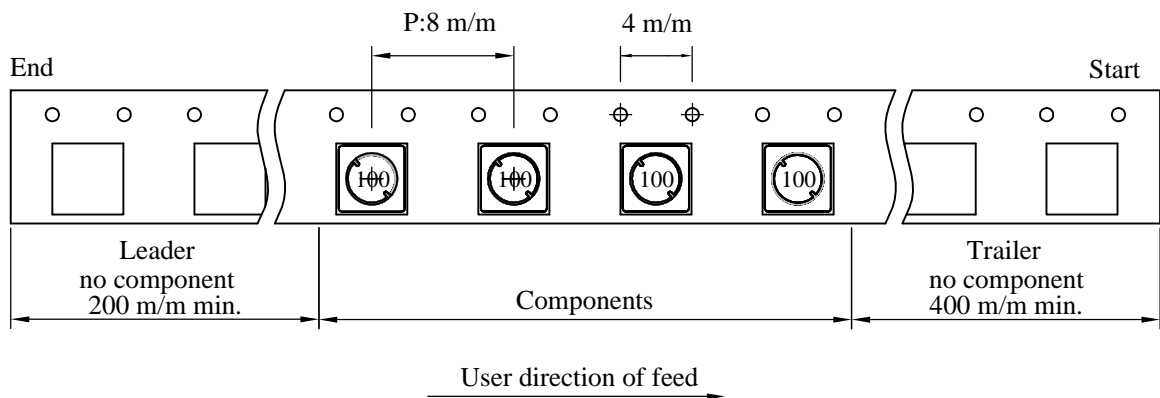 P:8 m/m
4 m/m
End
Start
100
100
100
100
Leader
no component
200 m/m min.
Components
Trailer
no component
400 m/m min.
User direction of feed